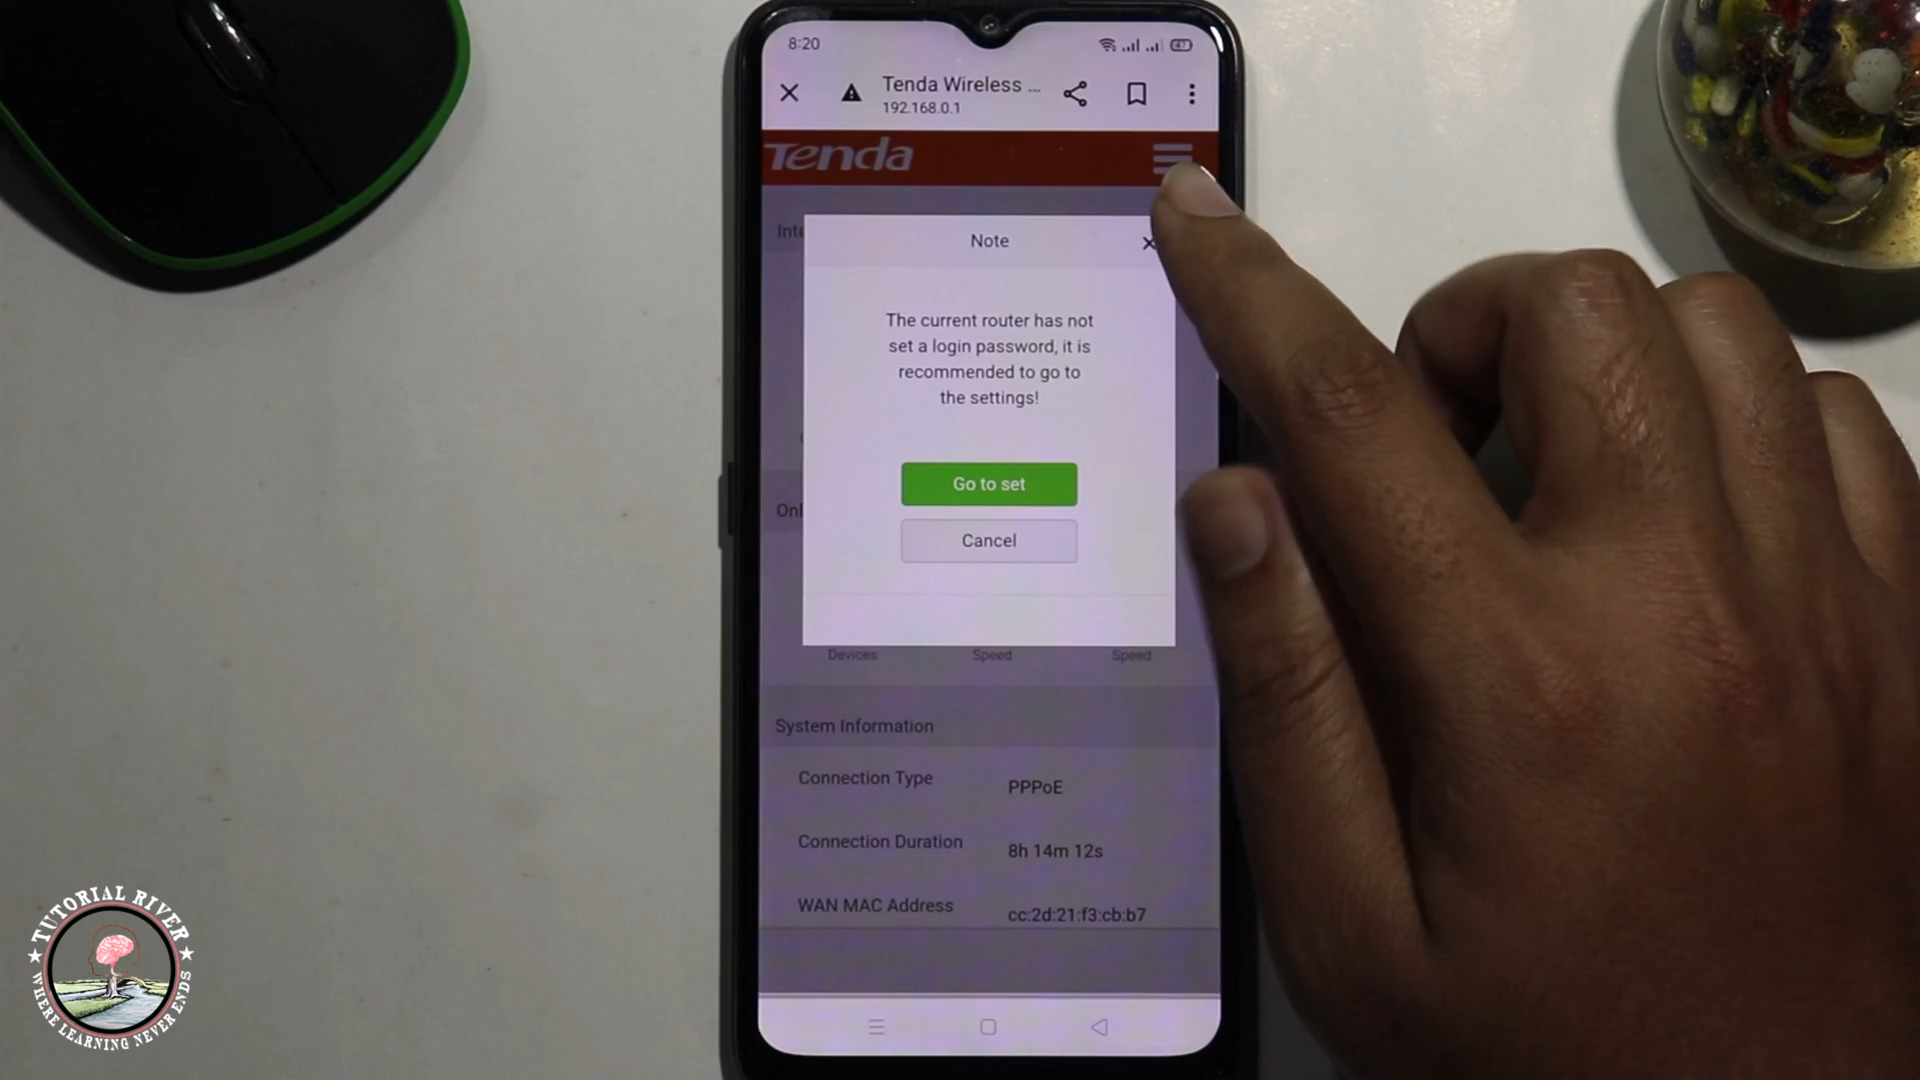 8:20
47
Tenda Wireless ...
192.168.0.1
Tenda
Inte
Note
The current router has not
set a login password, it is
recommended to go to
the settings!
Go to set
Onl
Cancel
Devices Speed Speed
System Information
Connection Type PPPoE
Connection Duration 8h 14m 12s
WAN MAC Address cc:2d:21:f3:cb:b7
TUTORIAL RIVER
WHERE LEARNING NEVER ENDS